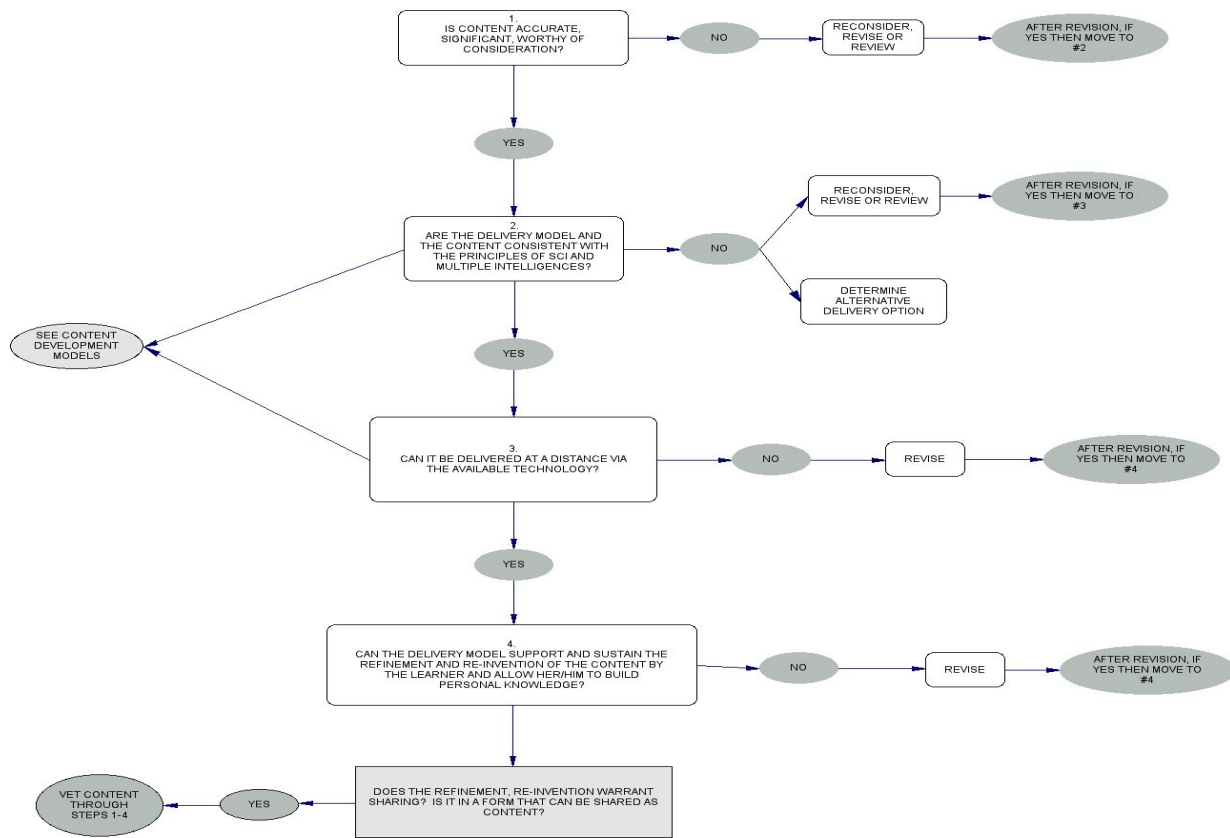 1.
IS CONTENT ACCURATE,
SIGNIFICANT, WORTHY OF
CONSIDERATION?
NO
RECONSIDER,
REVISE OR
REVIEW
AFTER REVISION, IF
YES THEN MOVE TO
#2
YES
2.
ARE THE DELIVERY MODEL AND
THE CONTENT CONSISTENT WITH
THE PRINCIPLES OF SCI AND
MULTIPLE INTELLIGENCES?
NO
RECONSIDER,
REVISE OR REVIEW
AFTER REVISION, IF
YES THEN MOVE TO
#3
DETERMINE
ALTERNATIVE
DELIVERY OPTION
SEE CONTENT
DEVELOPMENT
MODELS
YES
3.
CAN IT BE DELIVERED AT A DISTANCE VIA
THE AVAILABLE TECHNOLOGY?
NO
REVISE
AFTER REVISION, IF
YES THEN MOVE TO
#4
YES
4.
CAN THE DELIVERY MODEL SUPPORT AND SUSTAIN THE
REFINEMENT AND RE-INVENTION OF THE CONTENT BY
THE LEARNER AND ALLOW HER/HIM TO BUILD
PERSONAL KNOWLEDGE?
NO
REVISE
AFTER REVISION, IF
YES THEN MOVE TO
#4
DOES THE REFINEMENT, RE-INVENTION WARRANT
SHARING? IS IT IN A FORM THAT CAN BE SHARED AS
CONTENT?
YES
VET CONTENT
THROUGH
STEPS 1-4